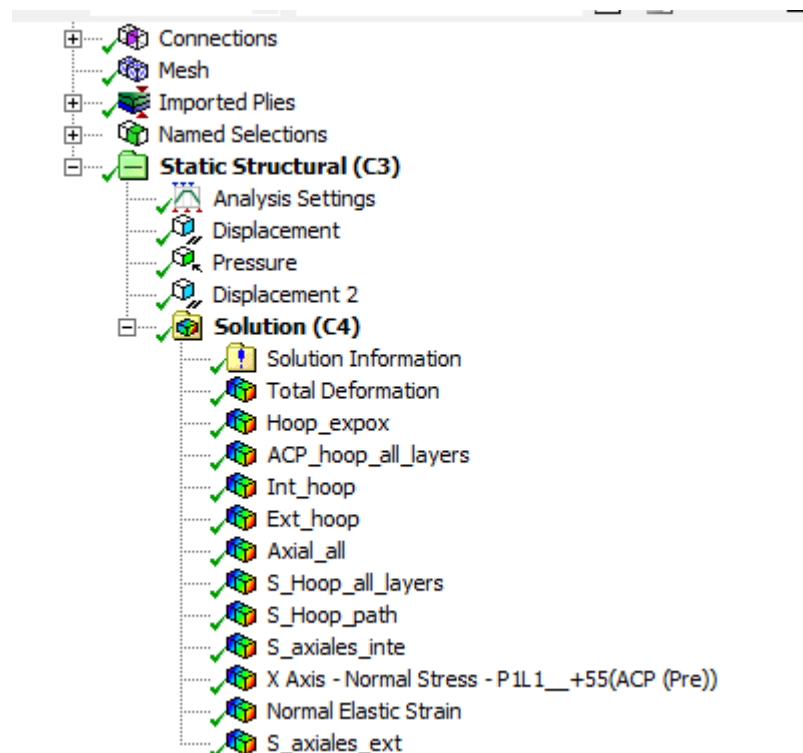 Connections
Mesh
Imported Plies
Named Selections
Static Structural (C3)
Analysis Settings
Displacement
Pressure
Displacement 2
Solution (C4)
Solution Information
Total Deformation
Hoop_expox
ACP_hoop_all_layers
Int_hoop
Ext_hoop
Axial_all
S_Hoop_all_layers
S_Hoop_path
S_axiales_inte
X Axis - Normal Stress - P1L1__+55(ACP (Pre))
Normal Elastic Strain
S_axiales_ext